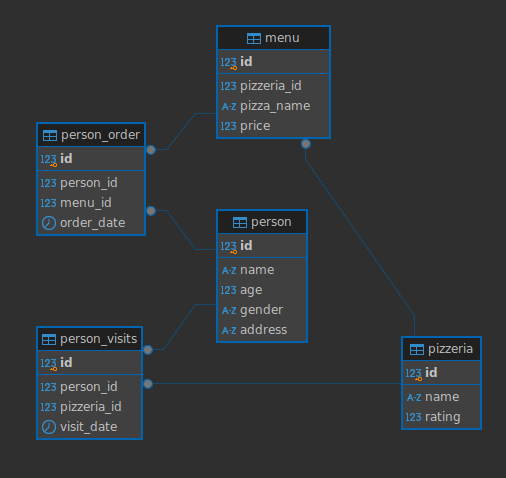 menu
123 id
123 pizzeria_id
A-Z pizza_name
123 price
person_order
123 id
123 person_id
123 menu_id
order_date
person
123 id
A-Z name
123 age
A-Z gender
A-Z address
person_visits
123 id
123 person_id
123 pizzeria_id
visit_date
pizzeria
123 id
A-Z name
123 rating